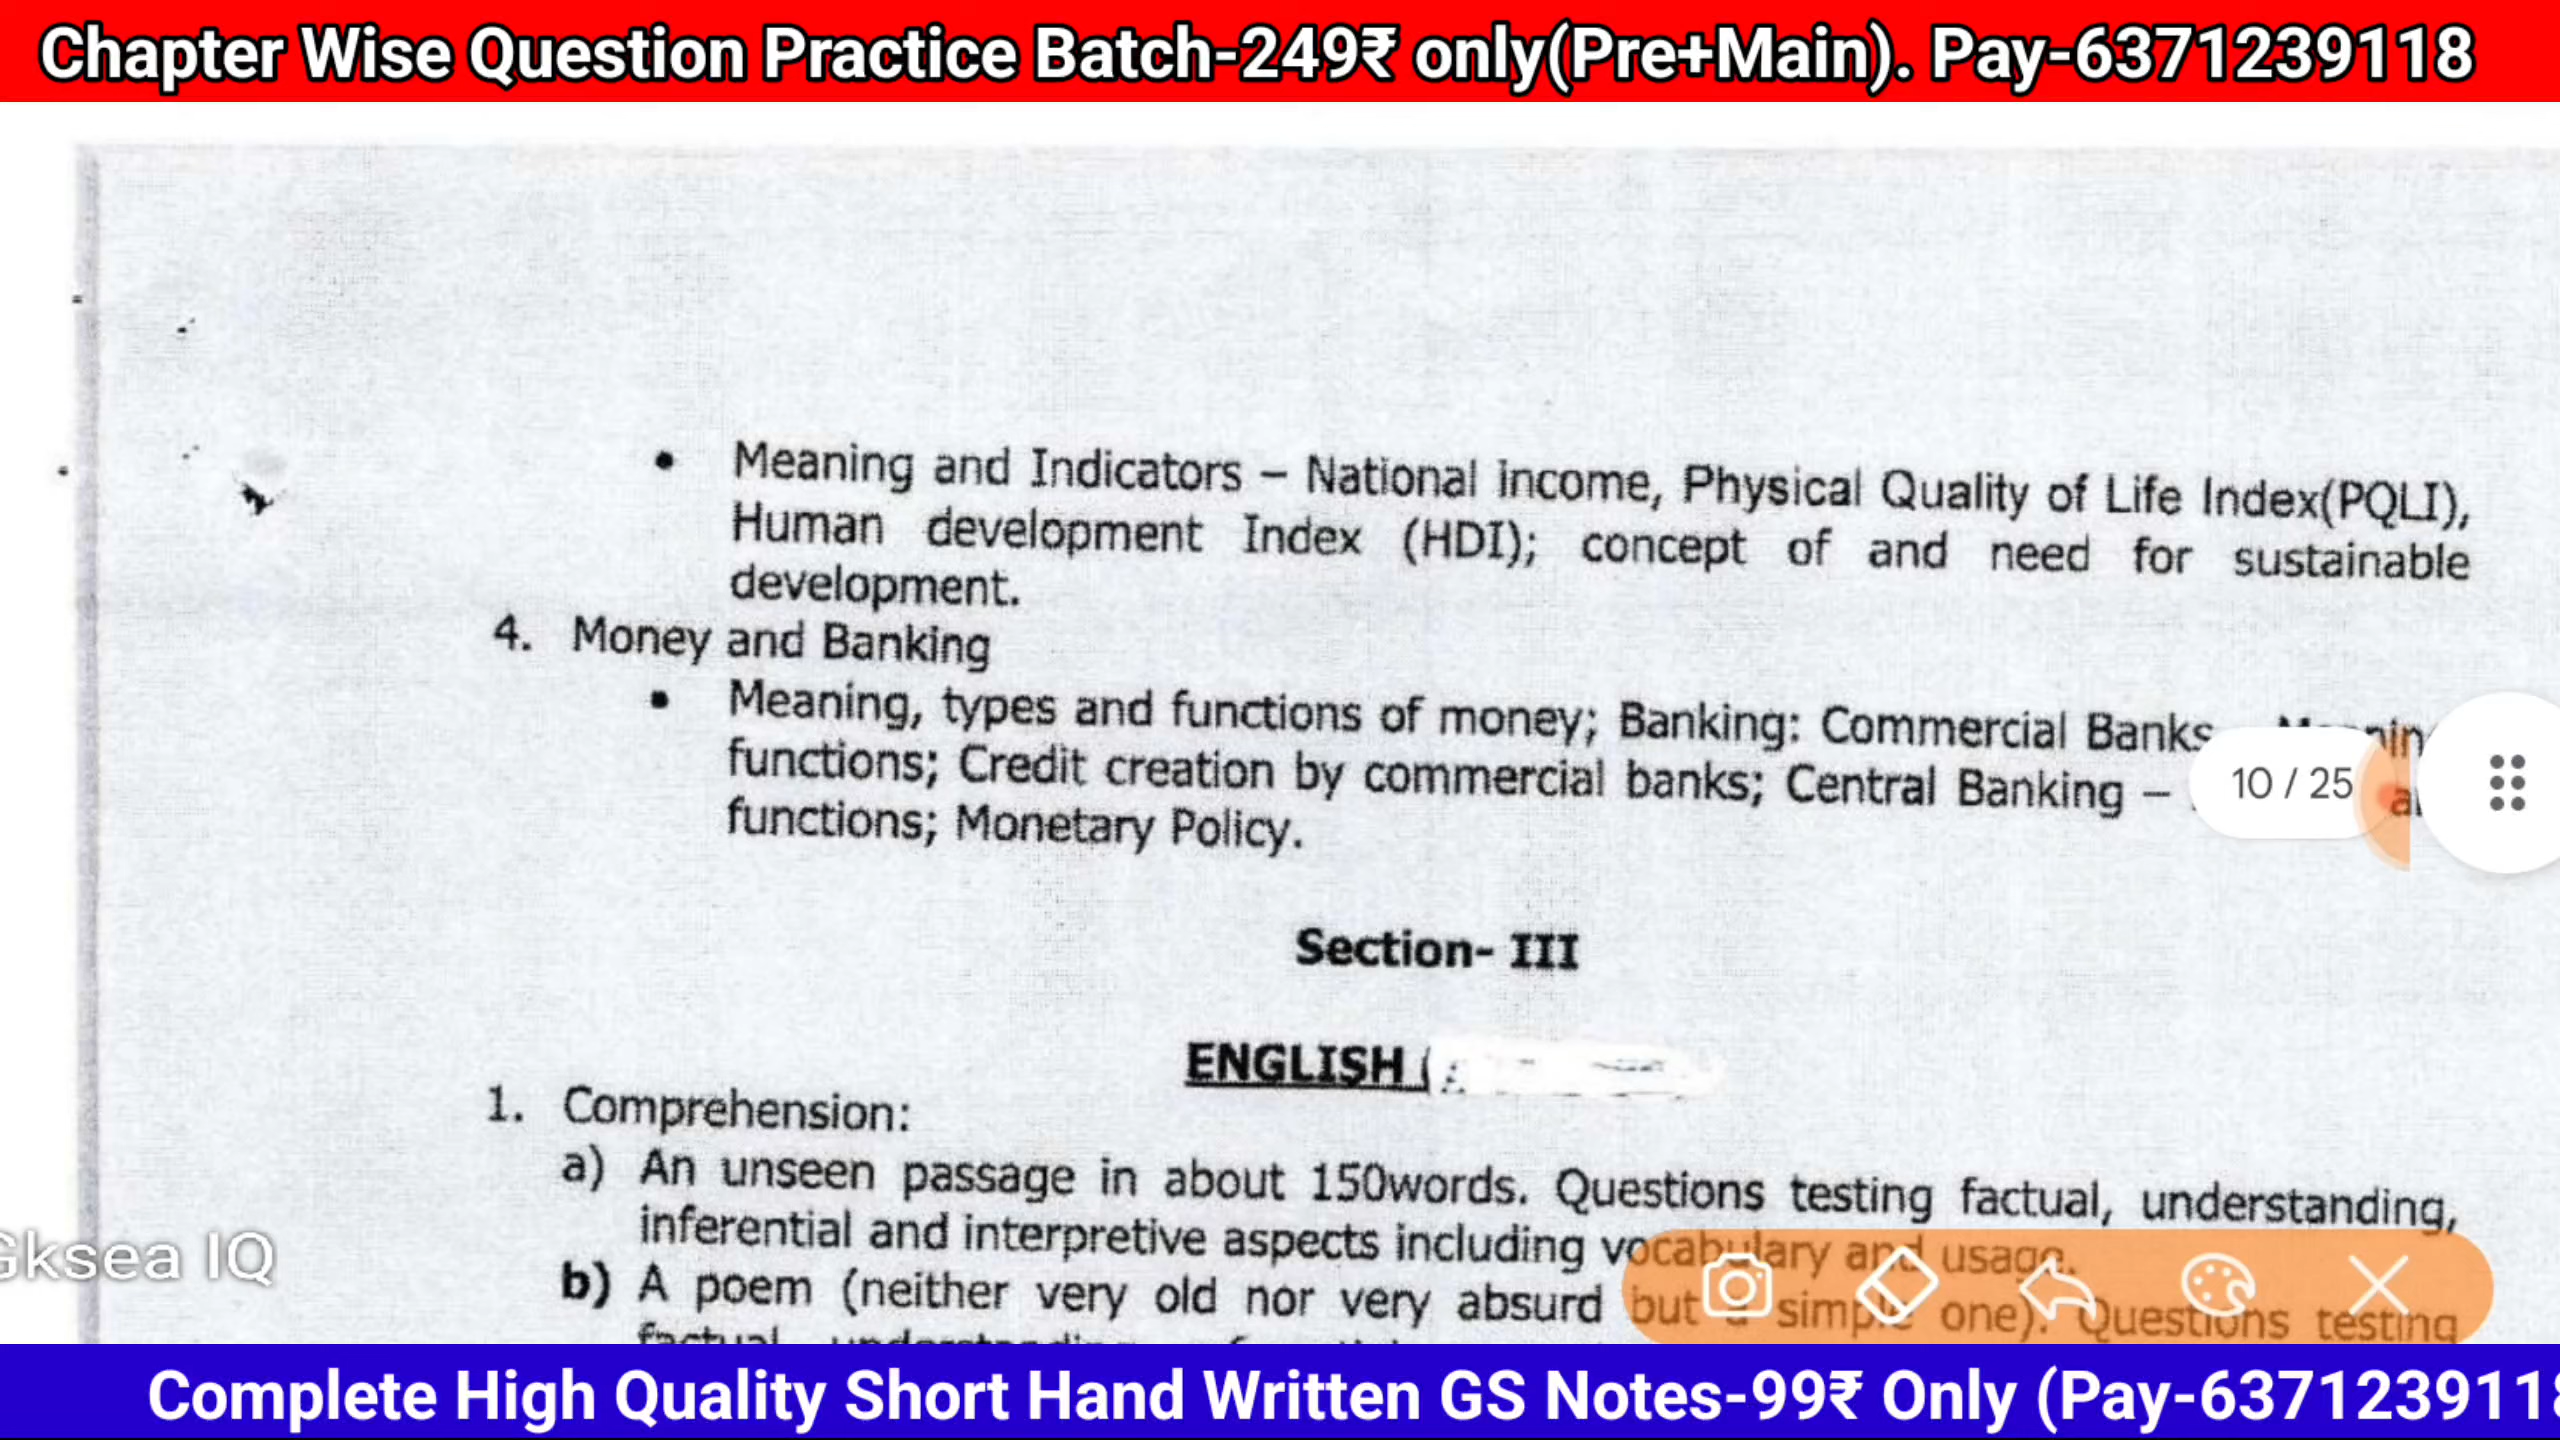 Chapter Wise Question Practice Batch-249₹ only(Pre+Main). Pay-6371239118
• Meaning and Indicators – National income, Physical Quality of Life Index(PQLI),
Human development Index (HDI); concept of and need for sustainable
development.
4. Money and Banking
• Meaning, types and functions of money; Banking: Commercial Banks
functions; Credit creation by commercial banks; Central Banking –
functions; Monetary Policy.
10 / 25
Section- III
ENGLISH (
1. Comprehension:
a) An unseen passage in about 150words. Questions testing factual, understanding,
inferential and interpretive aspects including vocabulary and usage.
b) A poem (neither very old nor very absurd but a simple one). Questions testing
Gksea IQ
Complete High Quality Short Hand Written GS Notes-99₹ Only (Pay-6371239118